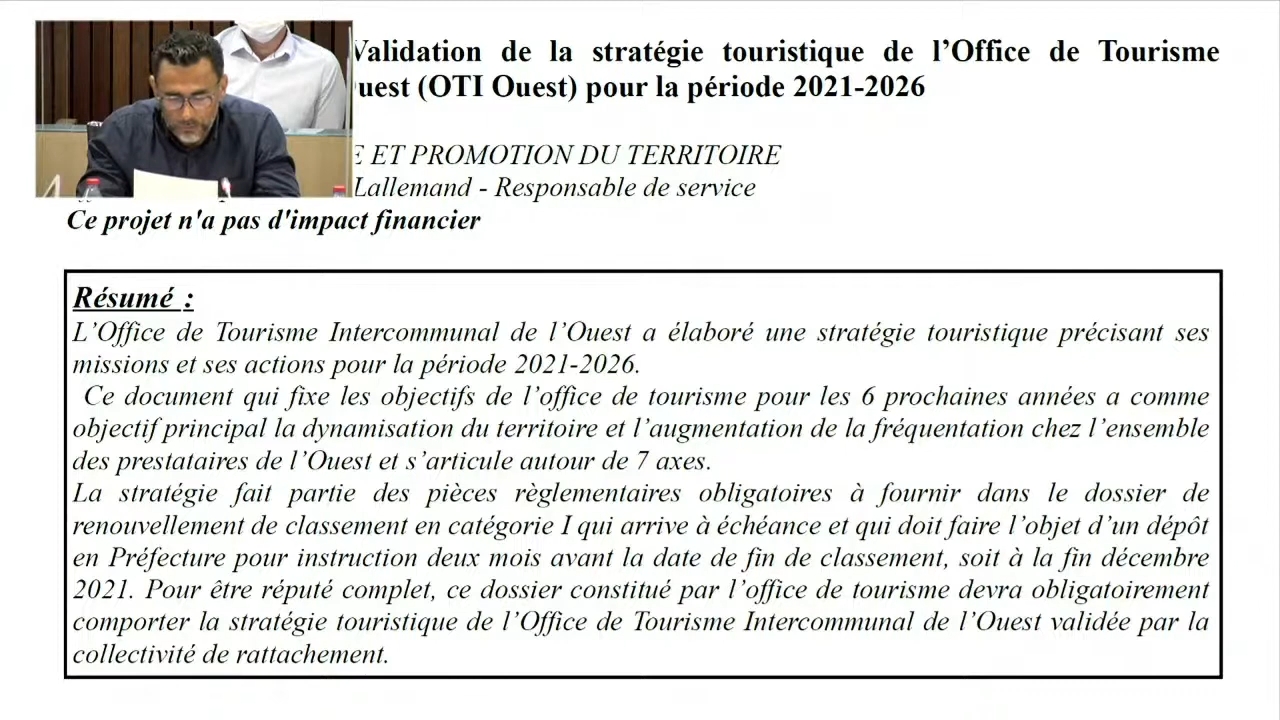 Validation de la stratégie touristique de l’Office de Tourisme
uest (OTI Ouest) pour la période 2021-2026
E ET PROMOTION DU TERRITOIRE
Lallemand - Responsable de service
Ce projet n'a pas d'impact financier
Résumé :
L’Office de Tourisme Intercommunal de l’Ouest a élaboré une stratégie touristique précisant ses
missions et ses actions pour la période 2021-2026.
Ce document qui fixe les objectifs de l’office de tourisme pour les 6 prochaines années a comme
objectif principal la dynamisation du territoire et l’augmentation de la fréquentation chez l’ensemble
des prestataires de l’Ouest et s’articule autour de 7 axes.
La stratégie fait partie des pièces règlementaires obligatoires à fournir dans le dossier de
renouvellement de classement en catégorie I qui arrive à échéance et qui doit faire l’objet d’un dépôt
en Préfecture pour instruction deux mois avant la date de fin de classement, soit à la fin décembre
2021. Pour être réputé complet, ce dossier constitué par l’office de tourisme devra obligatoirement
comporter la stratégie touristique de l’Office de Tourisme Intercommunal de l’Ouest validée par la
collectivité de rattachement.